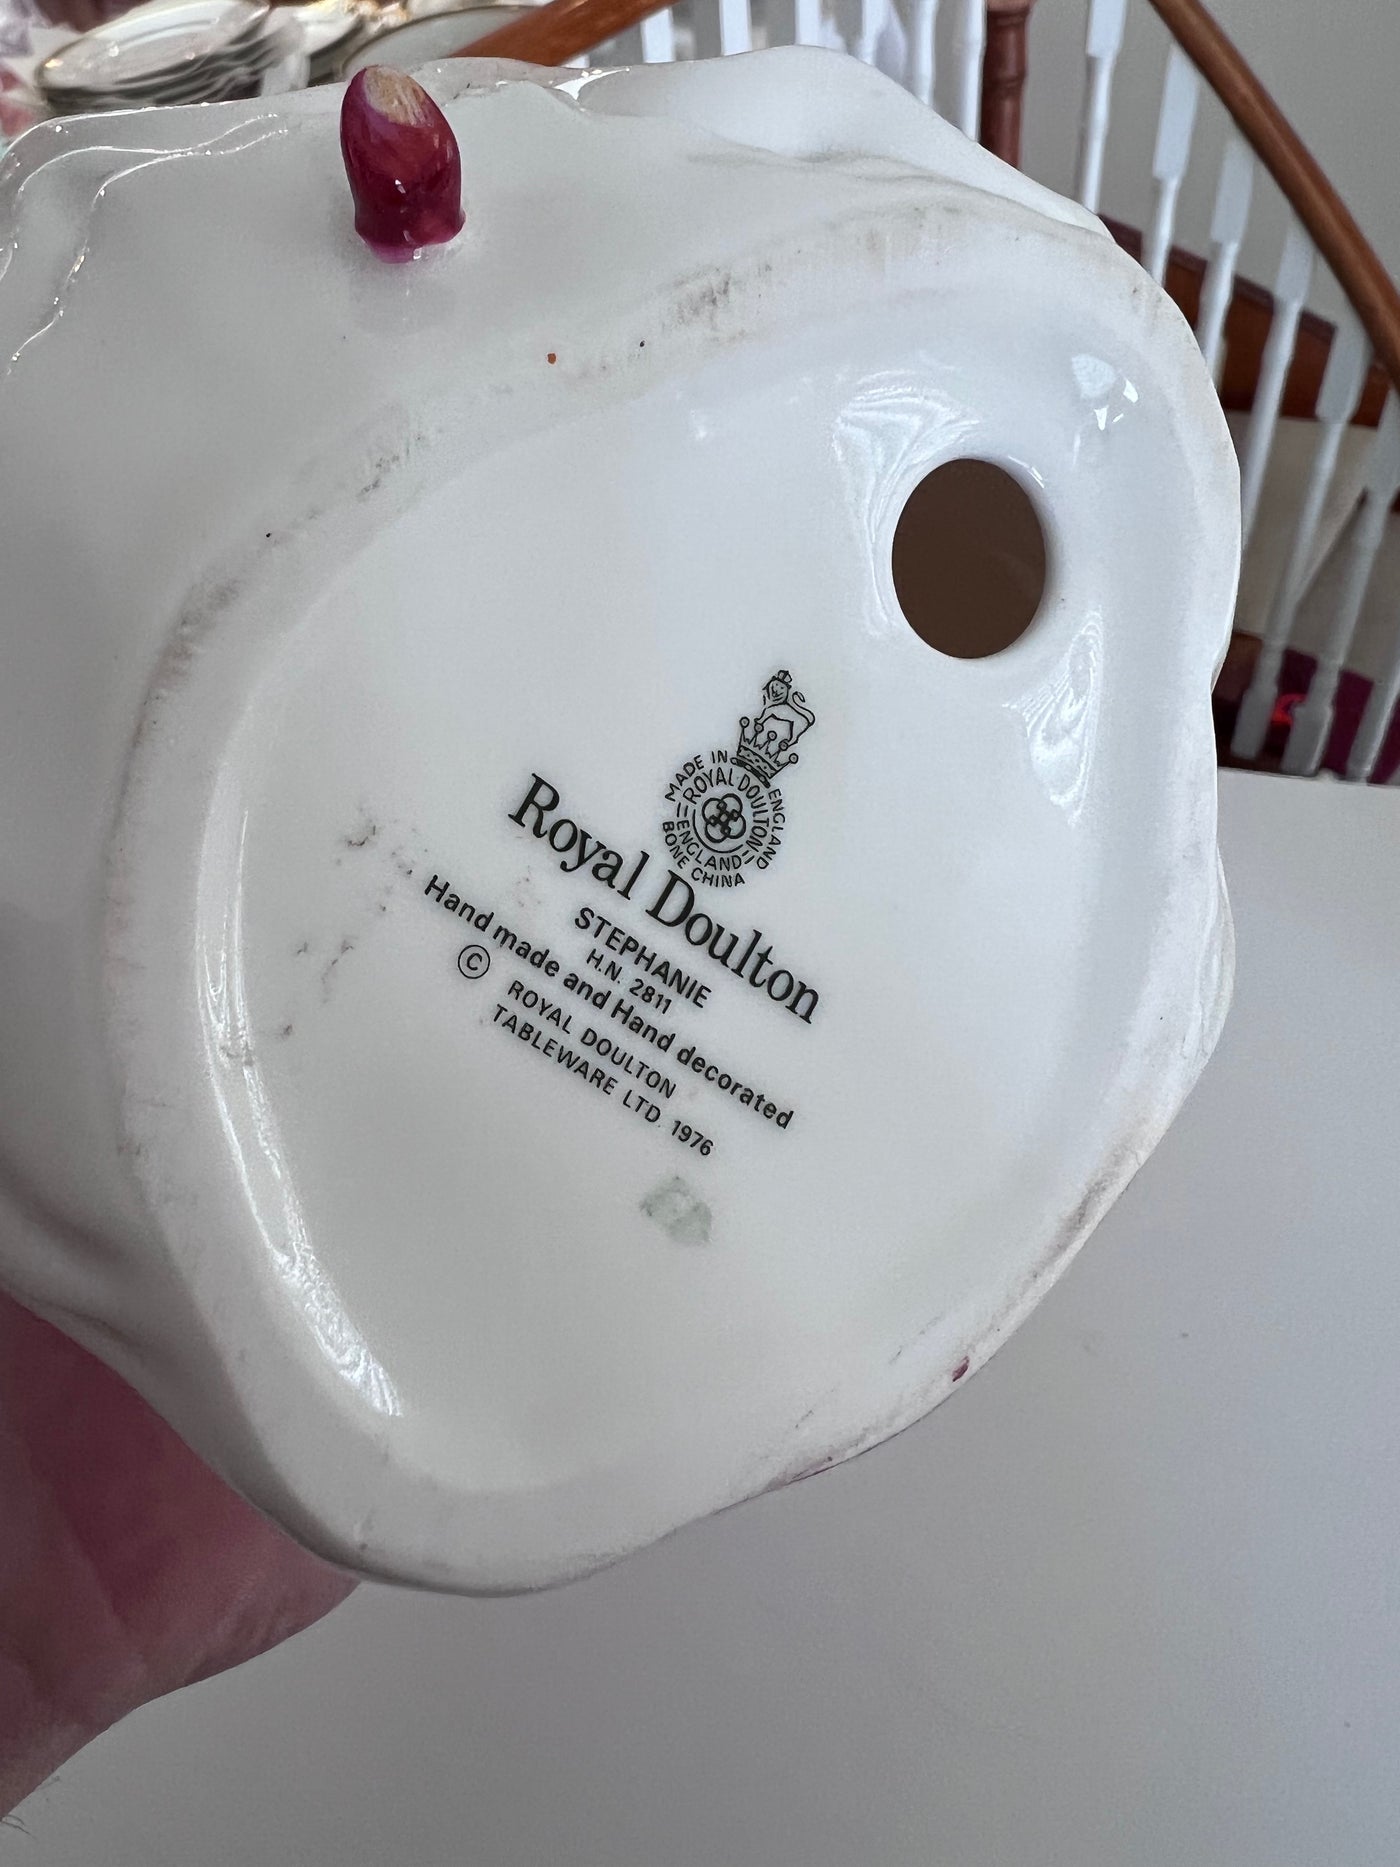 MADE IN ENGLAND
ROYAL·DOULTON
ENGLAND
BONE CHINA
Royal Doulton
STEPHANIE
H.N. 2811
Hand made and Hand decorated
© ROYAL DOULTON
TABLEWARE LTD. 1976